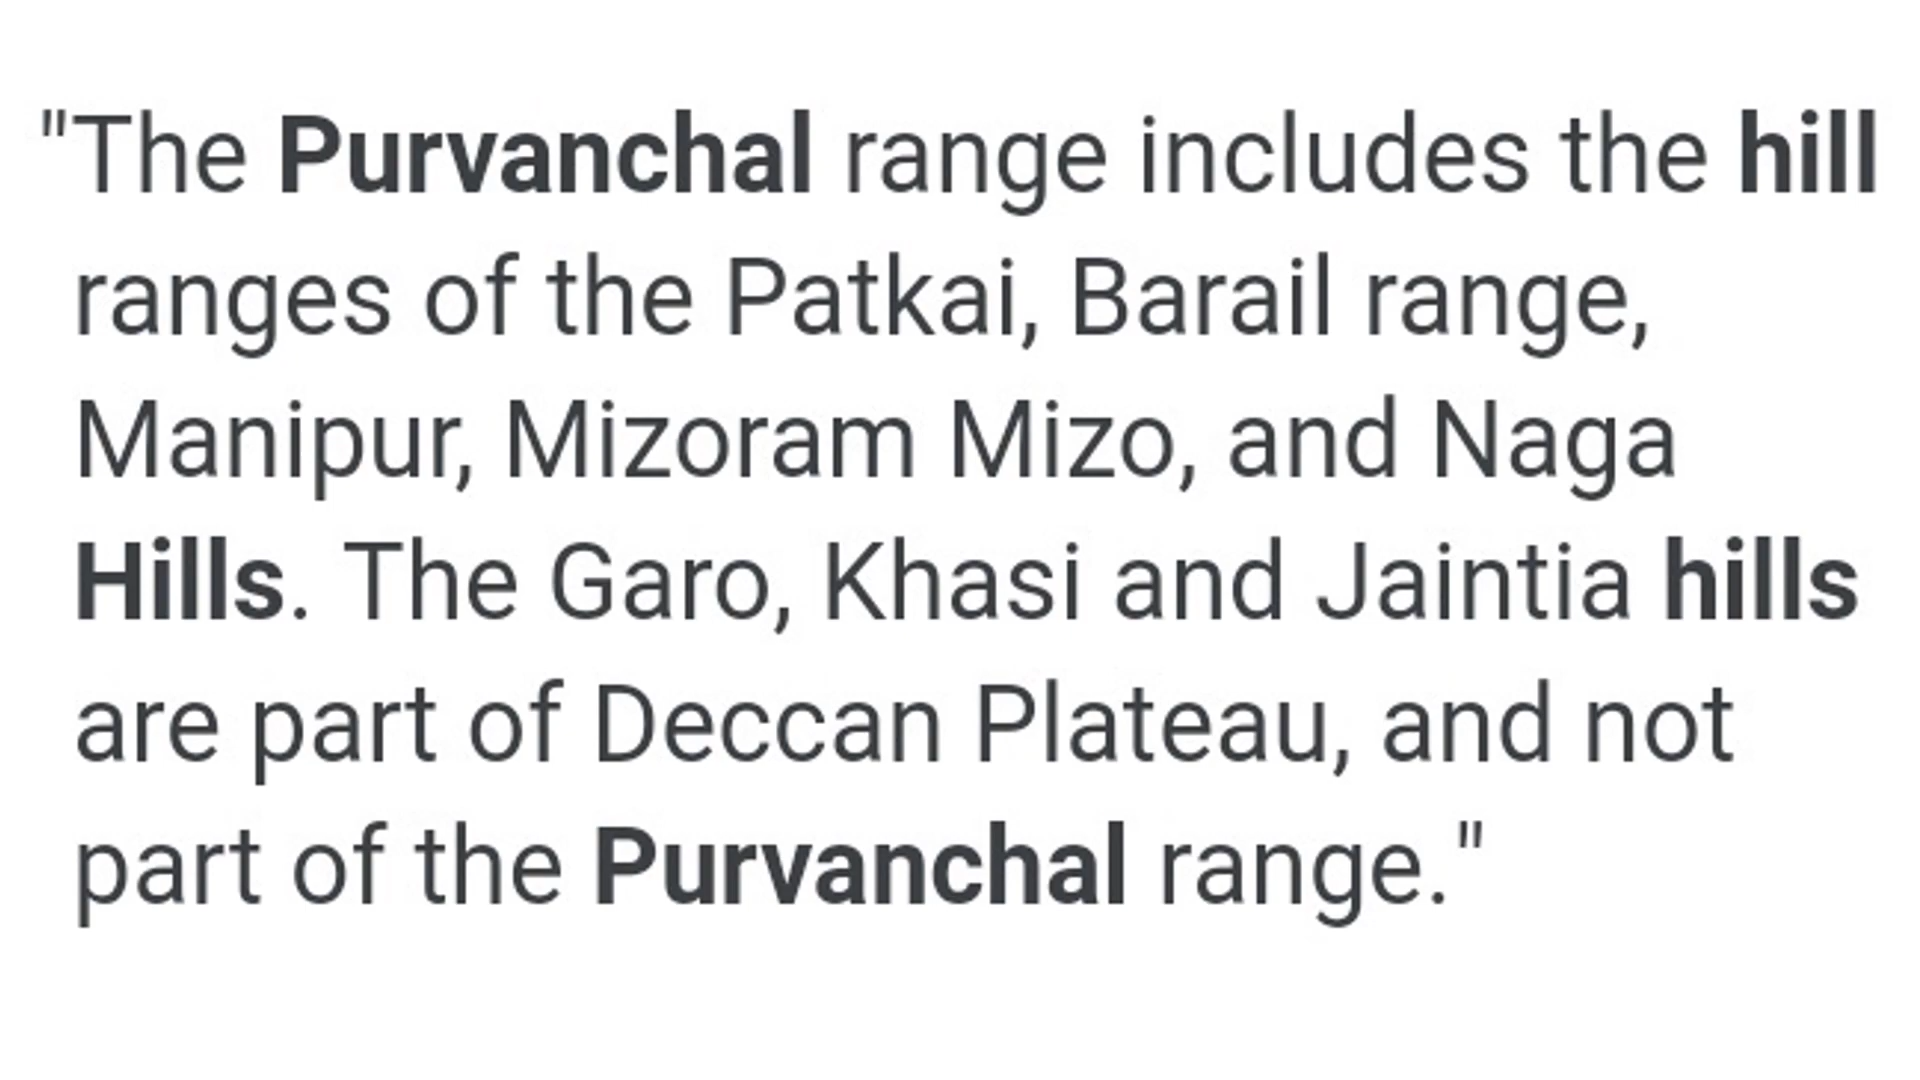 "The Purvanchal range includes the hill
ranges of the Patkai, Barail range,
Manipur, Mizoram Mizo, and Naga
Hills. The Garo, Khasi and Jaintia hills
are part of Deccan Plateau, and not
part of the Purvanchal range."